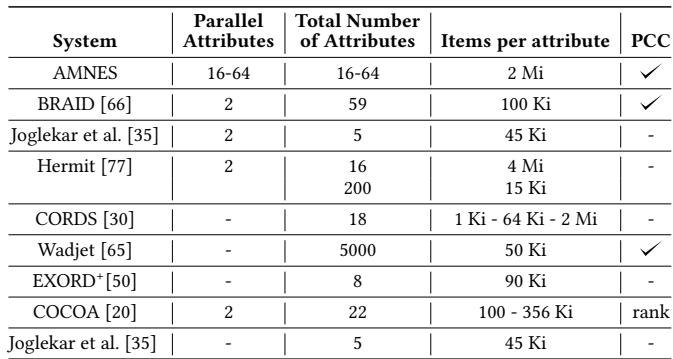 Parallel Total Number
System Attributes of Attributes Items per attribute PCC
AMNES 16-64 16-64 2 Mi ✓
BRAID [66] 2 59 100 Ki ✓
Joglekar et al. [35] 2 5 45 Ki -
Hermit [77] 2 16 4 Mi -
200 15 Ki
CORDS [30] - 18 1 Ki - 64 Ki - 2 Mi -
Wadjet [65] - 5000 50 Ki ✓
EXORD+[50] - 8 90 Ki -
COCOA [20] 2 22 100 - 356 Ki rank
Joglekar et al. [35] - 5 45 Ki -